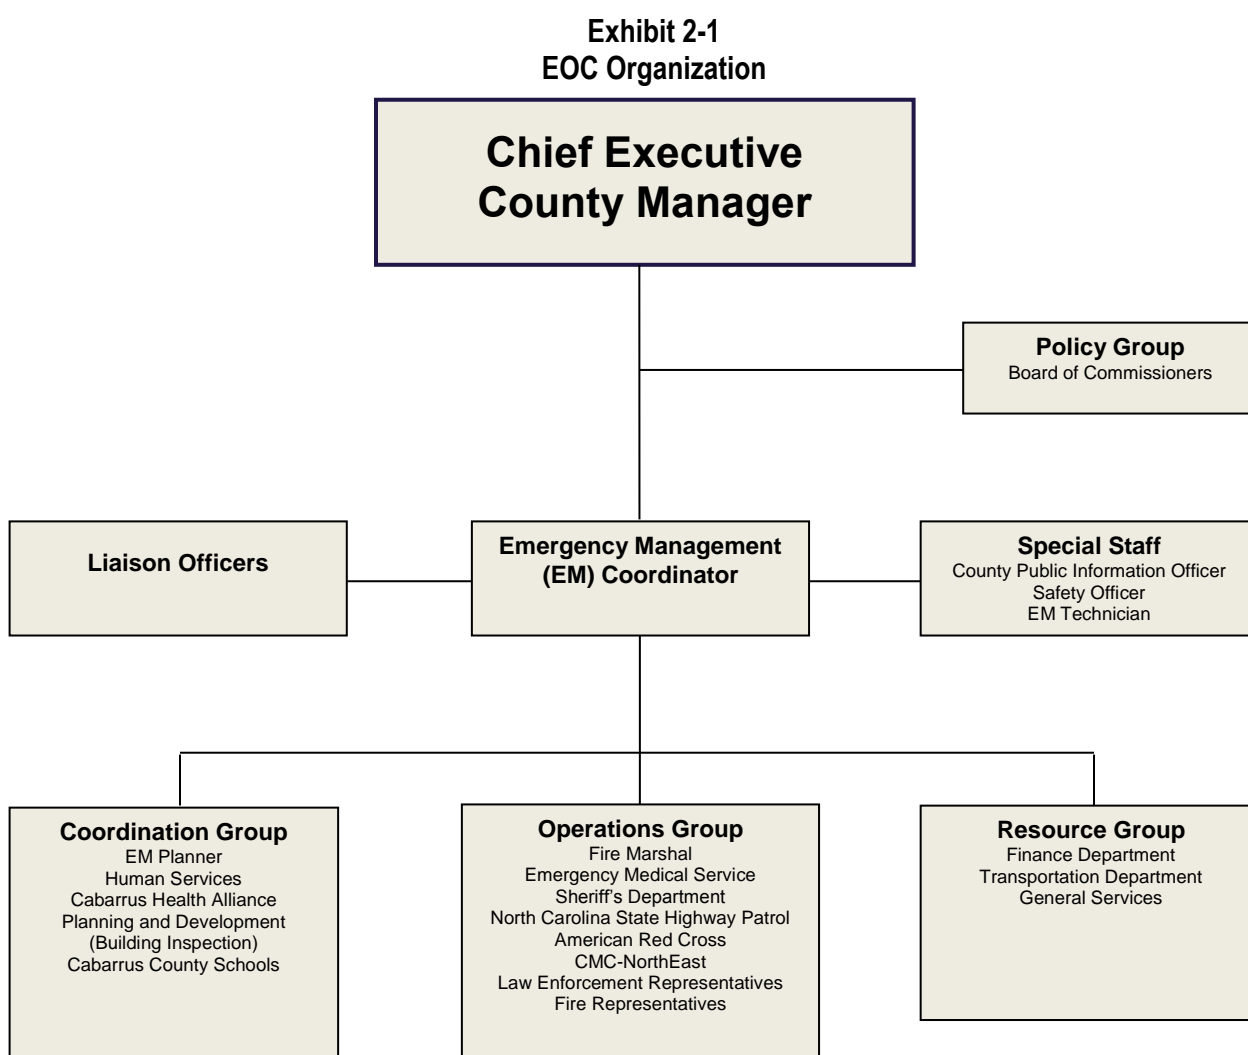 Exhibit 2-1
EOC Organization
Chief Executive
County Manager
Policy Group
Board of Commissioners
Liaison Officers
Emergency Management
(EM) Coordinator
Special Staff
County Public Information Officer
Safety Officer
EM Technician
Coordination Group
EM Planner
Human Services
Cabarrus Health Alliance
Planning and Development
(Building Inspection)
Cabarrus County Schools
Operations Group
Fire Marshal
Emergency Medical Service
Sheriff's Department
North Carolina State Highway Patrol
American Red Cross
CMC-NorthEast
Law Enforcement Representatives
Fire Representatives
Resource Group
Finance Department
Transportation Department
General Services